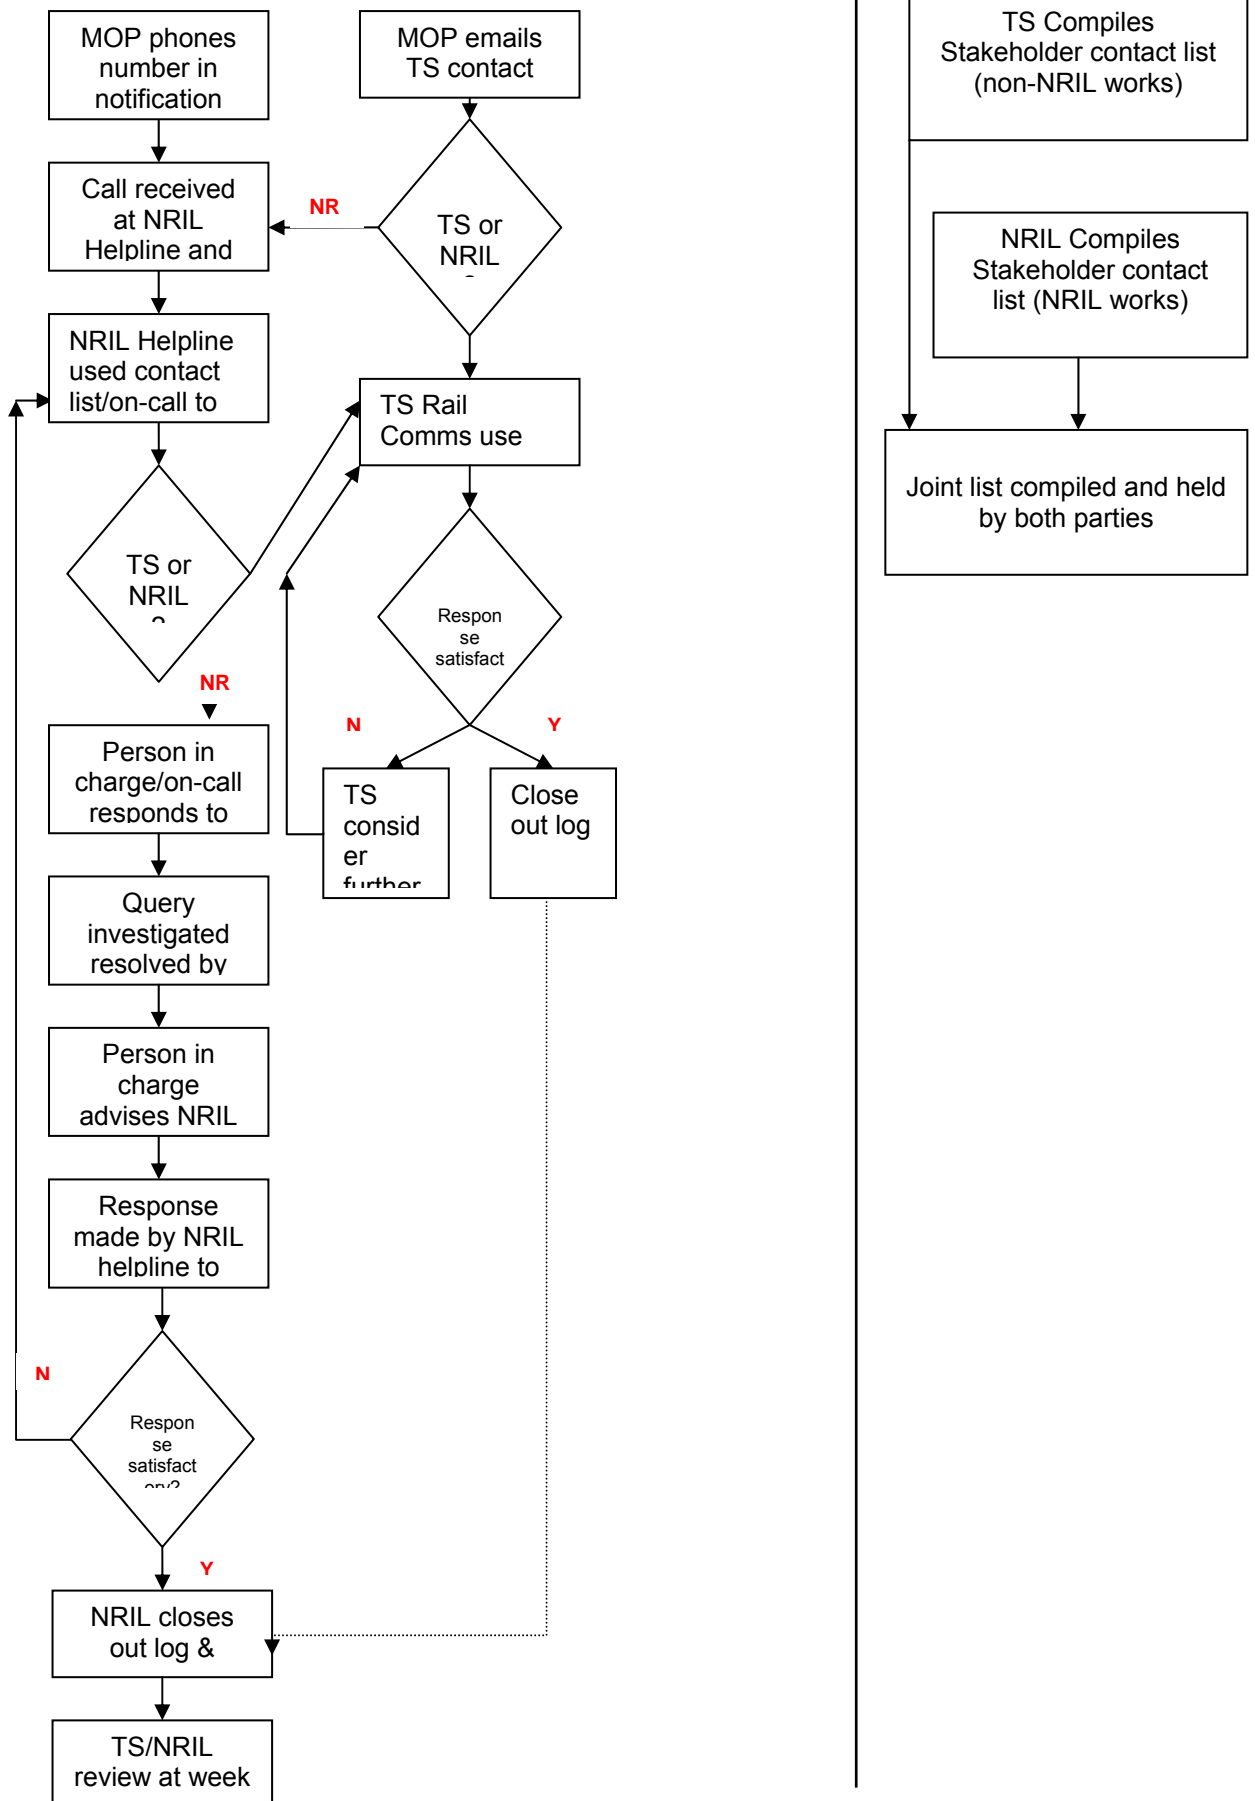 MOP phones
number in
notification
MOP emails
TS contact
Call received
at NRIL
Helpline and
NR
TS or
NRIL
NRIL Helpline
used contact
list/on-call to
TS Rail
Comms use
TS or
NRIL
?
Respon
se
satisfact
NR
N
Y
Person in
charge/on-call
responds to
TS
consid
er
further
Close
out log
Query
investigated
resolved by
Person in
charge
advises NRIL
Response
made by NRIL
helpline to
N
Respon
se
satisfact
ory?
Y
NRIL closes
out log &
TS/NRIL
review at week
TS Compiles
Stakeholder contact list
(non-NRIL works)
NRIL Compiles
Stakeholder contact
list (NRIL works)
Joint list compiled and held
by both parties